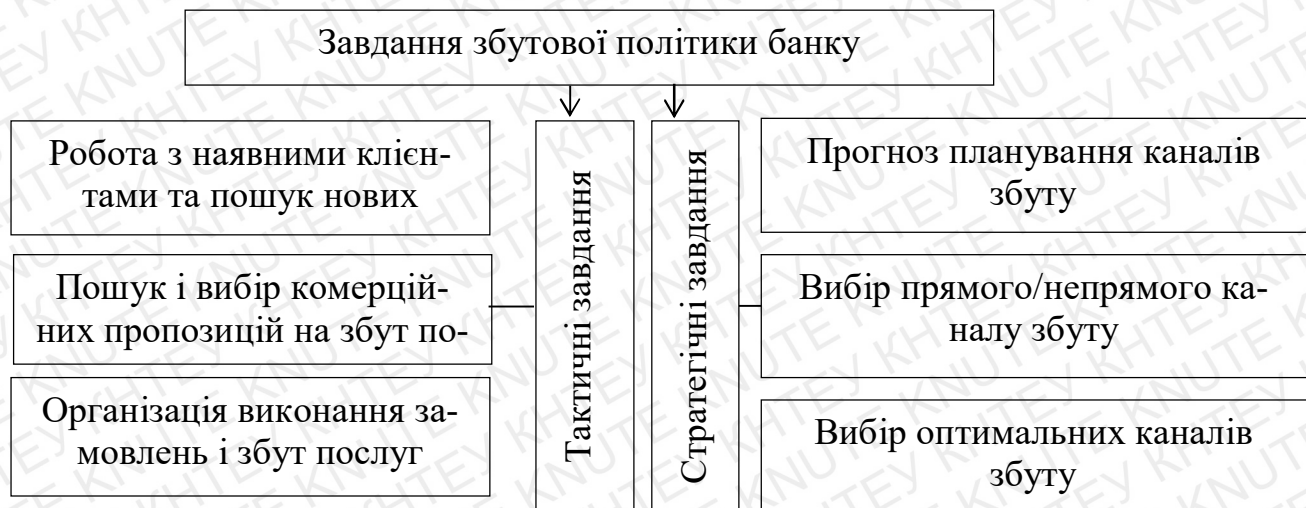 Завдання збутової політики банку
Робота з наявними клієн-
тами та пошук нових
Пошук і вибір комерцій-
них пропозицій на збут по-
Організація виконання за-
мовлень і збут послуг
Тактичні завдання
Стратегічні завдання
Прогноз планування каналів
збуту
Вибір прямого/непрямого ка-
налу збуту
Вибір оптимальних каналів
збуту